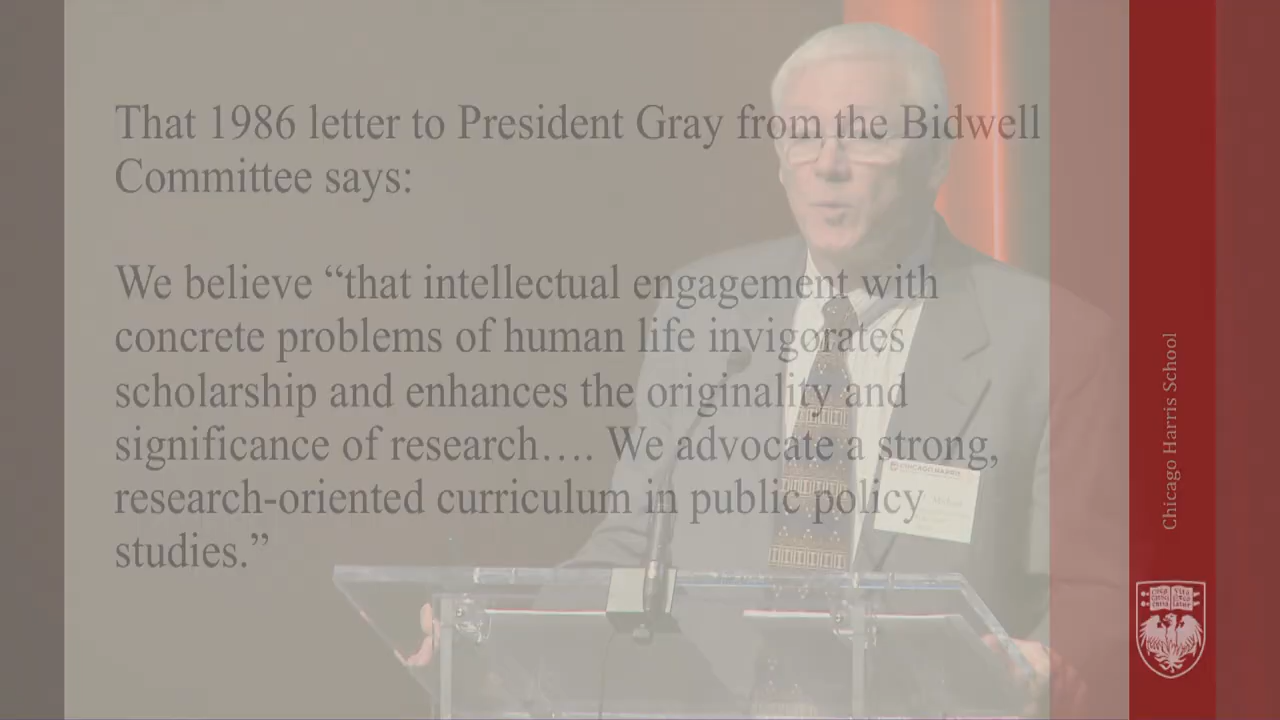 That 1986 letter to President Gray from the Bidwell
Committee says:
We believe “that intellectual engagement with
concrete problems of human life invigorates
scholarship and enhances the originality and
significance of research…. We advocate a strong,
research-oriented curriculum in public policy
studies.”
CHICAGO HARRIS
Chicago Harris School